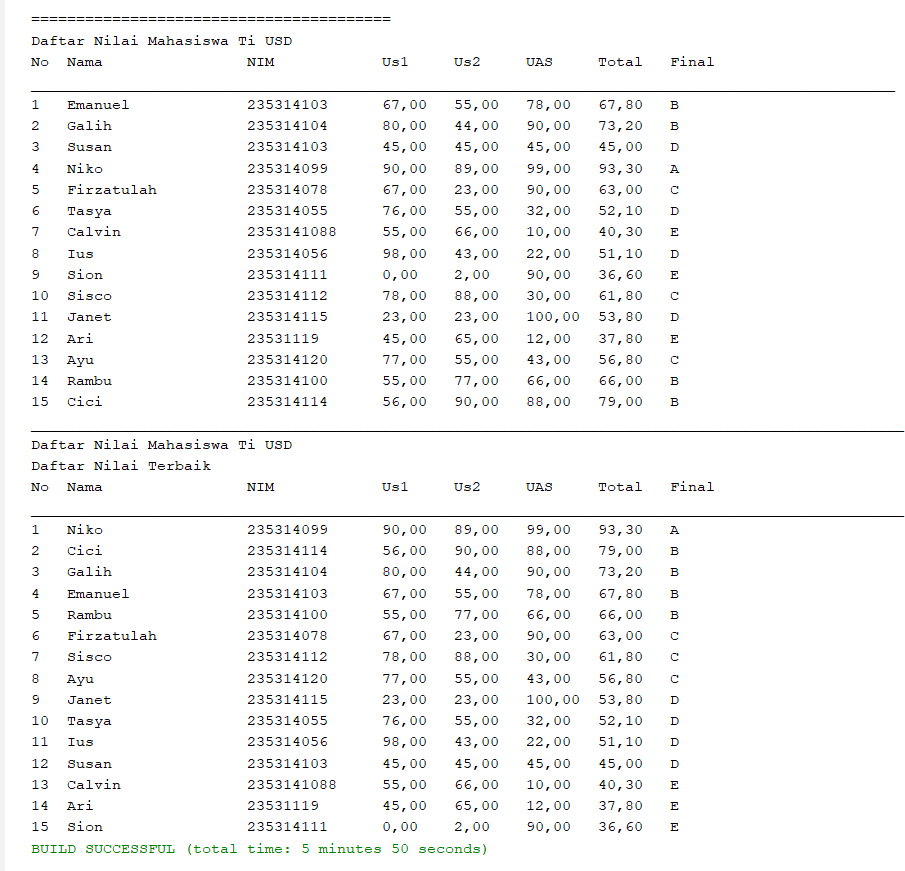 ========================================
Daftar Nilai Mahasiswa Ti USD
No  Nama                NIM            Us1     Us2     UAS     Total   Final
________________________________________________________________________________________________
1   Emanuel             235314103      67,00   55,00   78,00   67,80   B
2   Galih               235314104      80,00   44,00   90,00   73,20   B
3   Susan               235314103      45,00   45,00   45,00   45,00   D
4   Niko                235314099      90,00   89,00   99,00   93,30   A
5   Firzatulah          235314078      67,00   23,00   90,00   63,00   C
6   Tasya               235314055      76,00   55,00   32,00   52,10   D
7   Calvin              2353141088     55,00   66,00   10,00   40,30   E
8   Ius                 235314056      98,00   43,00   22,00   51,10   D
9   Sion                235314111      0,00    2,00    90,00   36,60   E
10  Sisco               235314112      78,00   88,00   30,00   61,80   C
11  Janet               235314115      23,00   23,00   100,00  53,80   D
12  Ari                 23531119       45,00   65,00   12,00   37,80   E
13  Ayu                 235314120      77,00   55,00   43,00   56,80   C
14  Rambu               235314100      55,00   77,00   66,00   66,00   B
15  Cici                235314114      56,00   90,00   88,00   79,00   B
_________________________________________________________________________________________________
Daftar Nilai Mahasiswa Ti USD
Daftar Nilai Terbaik
No  Nama                NIM            Us1     Us2     UAS     Total   Final
_________________________________________________________________________________________________
1   Niko                235314099      90,00   89,00   99,00   93,30   A
2   Cici                235314114      56,00   90,00   88,00   79,00   B
3   Galih               235314104      80,00   44,00   90,00   73,20   B
4   Emanuel             235314103      67,00   55,00   78,00   67,80   B
5   Rambu               235314100      55,00   77,00   66,00   66,00   B
6   Firzatulah          235314078      67,00   23,00   90,00   63,00   C
7   Sisco               235314112      78,00   88,00   30,00   61,80   C
8   Ayu                 235314120      77,00   55,00   43,00   56,80   C
9   Janet               235314115      23,00   23,00   100,00  53,80   D
10  Tasya               235314055      76,00   55,00   32,00   52,10   D
11  Ius                 235314056      98,00   43,00   22,00   51,10   D
12  Susan               235314103      45,00   45,00   45,00   45,00   D
13  Calvin              2353141088     55,00   66,00   10,00   40,30   E
14  Ari                 23531119       45,00   65,00   12,00   37,80   E
15  Sion                235314111      0,00    2,00    90,00   36,60   E
BUILD SUCCESSFUL (total time: 5 minutes 50 seconds)